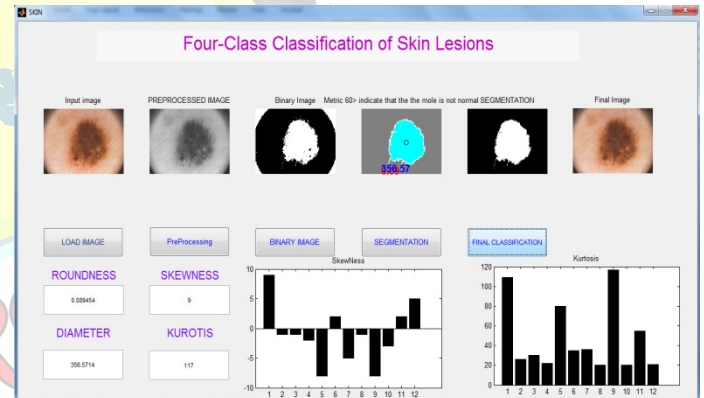 SKIN
Four-Class Classification of Skin Lesions
Input image
PREPROCESSED IMAGE
Binary Image
Metric 60> indicate that the the mole is not normal
SEGMENTATION
Final Image
356.57
LOAD IMAGE
PreProcessing
BINARY IMAGE
SEGMENTATION
FINAL CLASSIFICATION
ROUNDNESS
SKEWNESS
0.089454
9
DIAMETER
KUROTIS
356.5714
117
SkewNess
10
5
0
-5
-10
1 2 3 4 5 6 7 8 9 10 11 12
Kurtosis
120
100
80
60
40
20
0
1 2 3 4 5 6 7 8 9 10 11 12